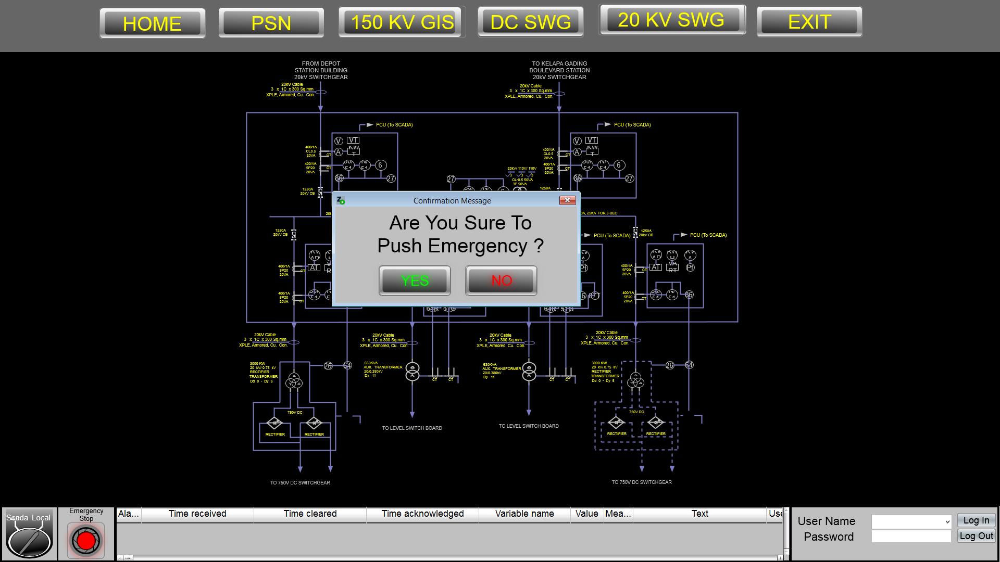 HOME
PSN
150 KV GIS
DC SWG
20 KV SWG
EXIT
FROM DEPOT
STATION BUILDING
20kV SWITCHGEAR
20kV Cable
3 x 1C x 300 Sq.mm
XPLE, Armored, Cu. Con.
TO KELAPA GADING
BOULEVARD STATION
20kV SWITCHGEAR
20kV Cable
3 x 1C x 300 Sq.mm
XPLE, Armored, Cu. Con.
PCU (To SCADA)
V
VT
A
400/1A
CL0.5
20VA
CT
400/1A
5P20
20VA
CT
6
86
27
1250A
20kV CB
27
20kV/ 110V/ 110V
3 3 3
CL-0.5 50VA
3P 50VA
PCU (To SCADA)
V
VT
A
400/1A
CL0.5
20VA
CT
400/1A
5P20
20VA
CT
6
86
27
1250A
Confirmation Message
Are You Sure To
Push Emergency ?
YES
NO
25KA FOR 3-SEC
1250A
20kV CB
400/1A
5P20
20VA
CT
AT
400/1A
5P20
20VA
CT
PCU (To SCADA)
Pf
87T
1250A
20kV CB
PCU (To SCADA)
400/1A
5P20
20VA
CT
AT
Pf
400/1A
5P20
20VA
CT
86
20kV Cable
3 x 1C x 300 Sq.mm
XPLE, Armored, Cu. Con.
20kV Cable
3 x 1C x 300 Sq.mm
XPLE, Armored, Cu. Con.
20kV Cable
3 x 1C x 300 Sq.mm
XPLE, Armored, Cu. Con.
20kV Cable
3 x 1C x 300 Sq.mm
XPLE, Armored, Cu. Con.
3000 KW
20 kV/ 0.75 kV
RECTIFIER
TRANSFORMER
Dd 0 - Dy 5
26
64
630KVA
AUX. TRANSFORMER
20/0.380kV
Dy 11
CT CT
630KVA
AUX. TRANSFORMER
20/0.380kV
Dy 11
CT CT
3000 KW
20 kV/ 0.75 kV
RECTIFIER
TRANSFORMER
Dd 0 - Dy 5
26
64
750V DC
RECTIFIER
RECTIFIER
TO LEVEL SWITCH BOARD
TO LEVEL SWITCH BOARD
750V DC
RECTIFIER
RECTIFIER
TO 750V DC SWITCHGEAR
TO 750V DC SWITCHGEAR
Scada Local
Emergency
Stop
Ala... Time received Time cleared Time acknowledged Variable name Value Mea... Text Use
User Name
Log In
Password
Log Out